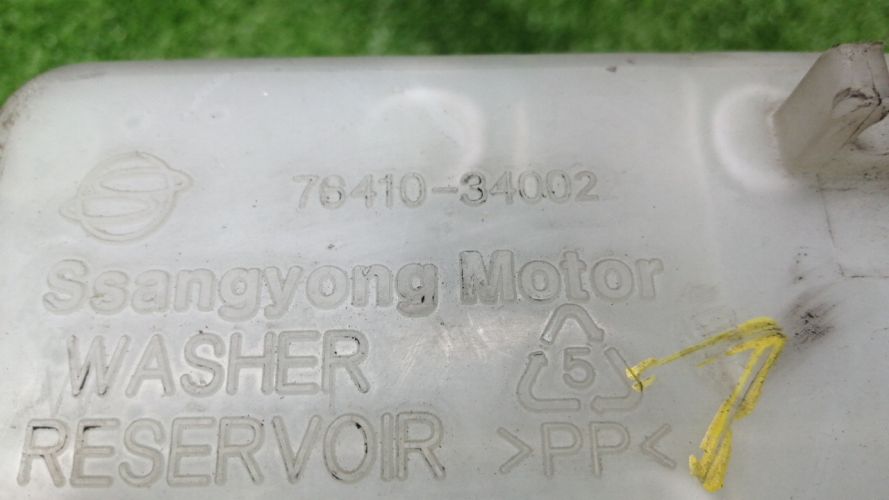 76410-34002
Ssangyong Motor
WASHER
5
RESERVOIR >PP<